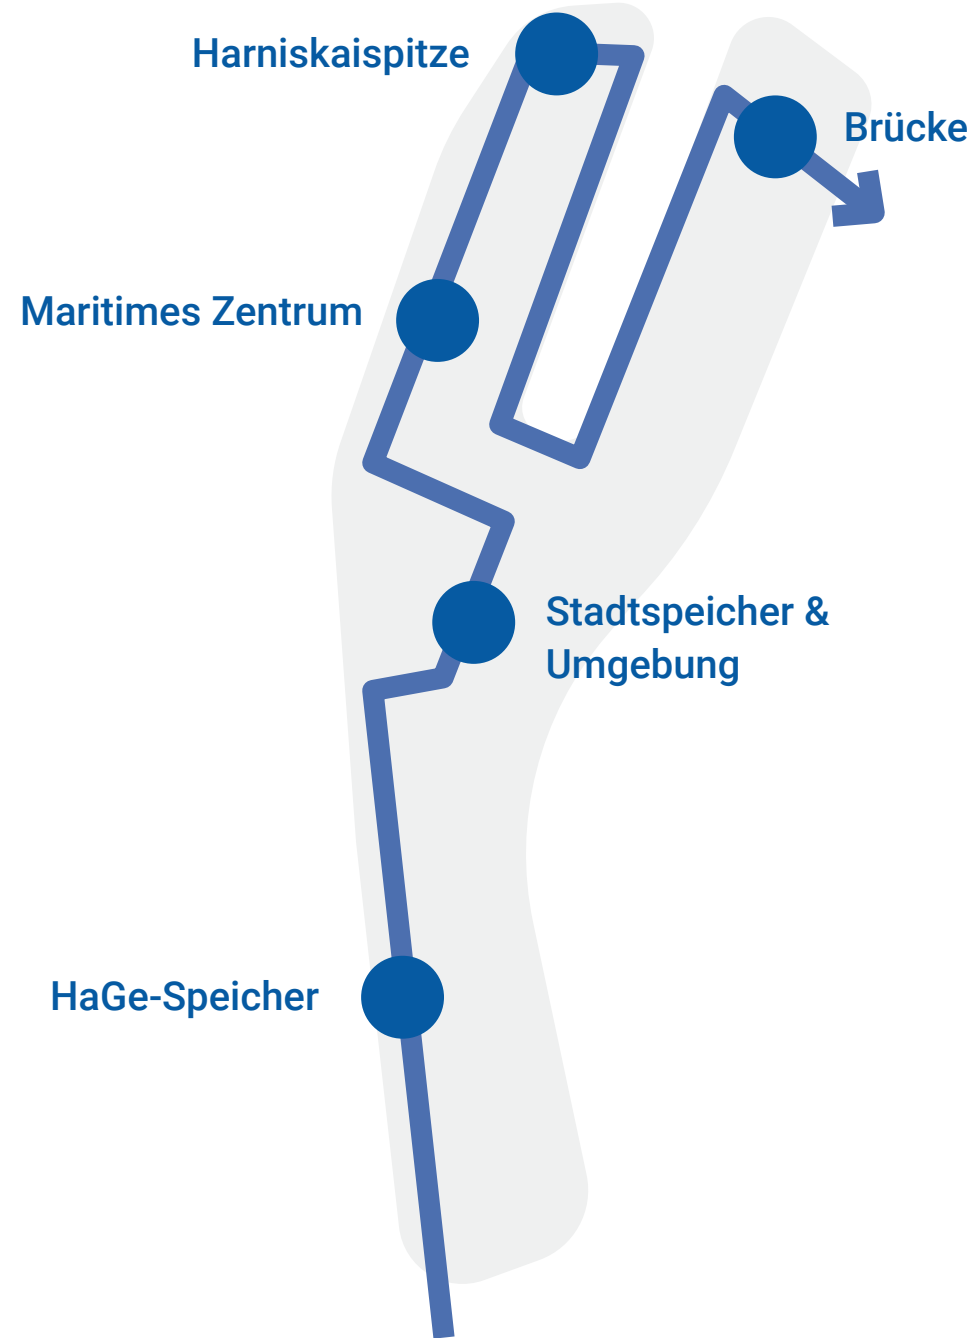 Harniskaispitze
Brücke
Maritimes Zentrum
Stadtspeicher &
Umgebung
HaGe-Speicher